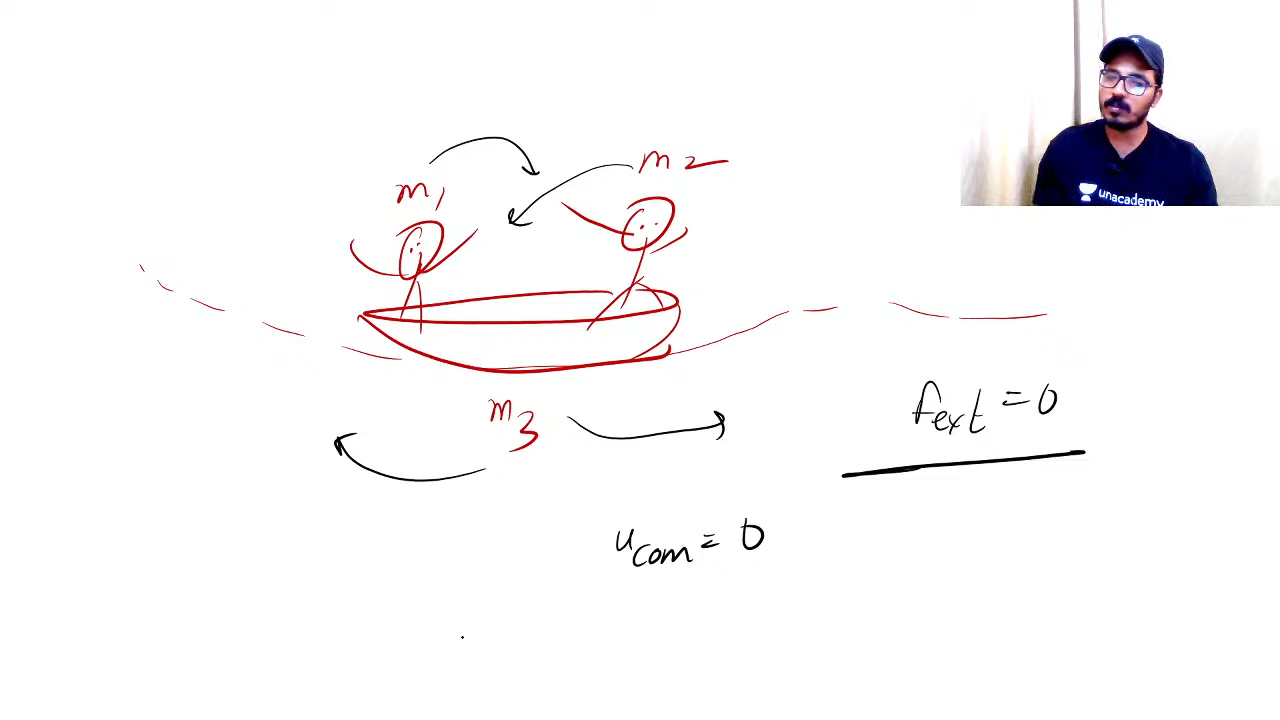 m2
m1
unacademy
m3
fext = 0
ucom = 0